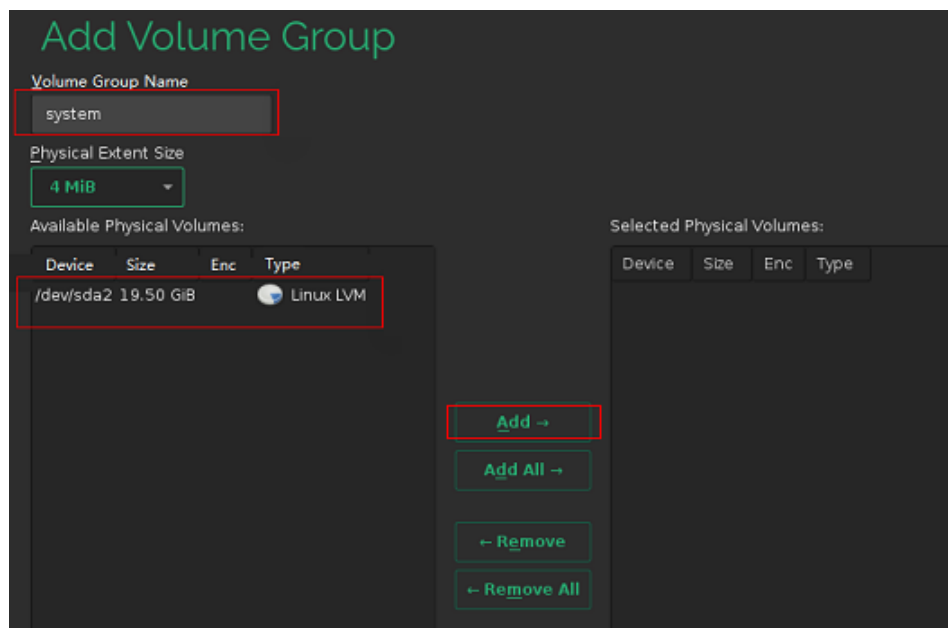 Add Volume Group
Volume Group Name
system
Physical Extent Size
4 MiB
Available Physical Volumes:
Device Size Enc Type
/dev/sda2 19.50 GiB Linux LVM
Add →
Add All →
← Remove
← Remove All
Selected Physical Volumes:
Device Size Enc Type